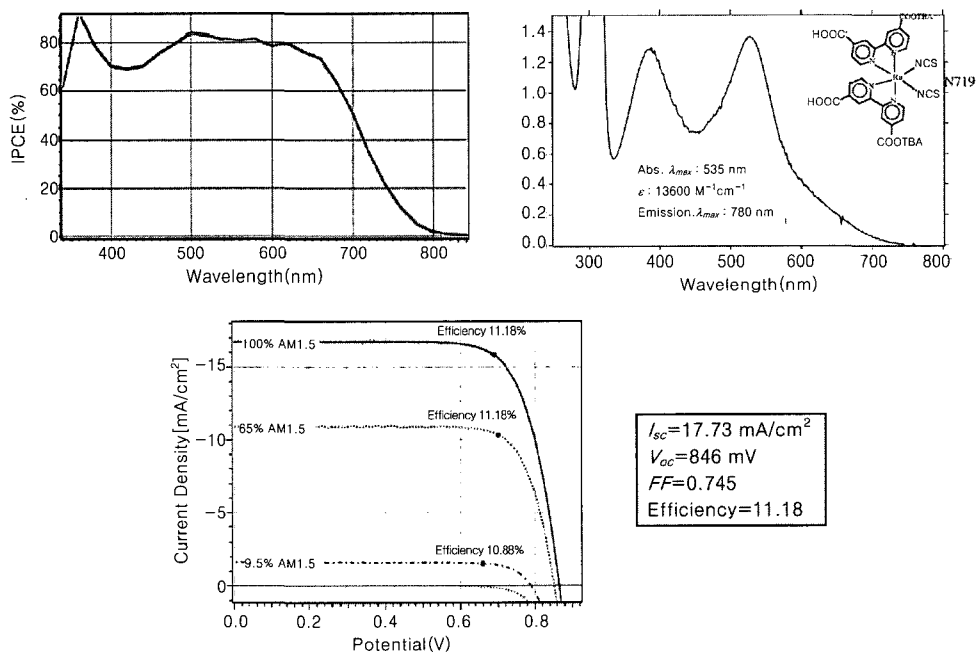 IPCE(%)
80
60
40
20
0
400 500 600 700 800
Wavelength(nm)
1.4
1.2
1.0
0.8
0.6
0.4
0.2
0.0
300 400 500 600 700 800
Wavelength(nm)
Abs. λmax : 535 nm
ε : 13600 M⁻¹cm⁻¹
Emission.λmax : 780 nm
COOTBA
HOOC
N
N
Ru
NCS
NCS
N
N
HOOC
COOTBA
N719
Current Density[mA/cm²]
−15
−10
−5
0
0.0 0.2 0.4 0.6 0.8
Potential(V)
Efficiency 11.18%
100% AM1.5
Efficiency 11.18%
65% AM1.5
Efficiency 10.88%
9.5% AM1.5
Isc=17.73 mA/cm²
Voc=846 mV
FF=0.745
Efficiency=11.18